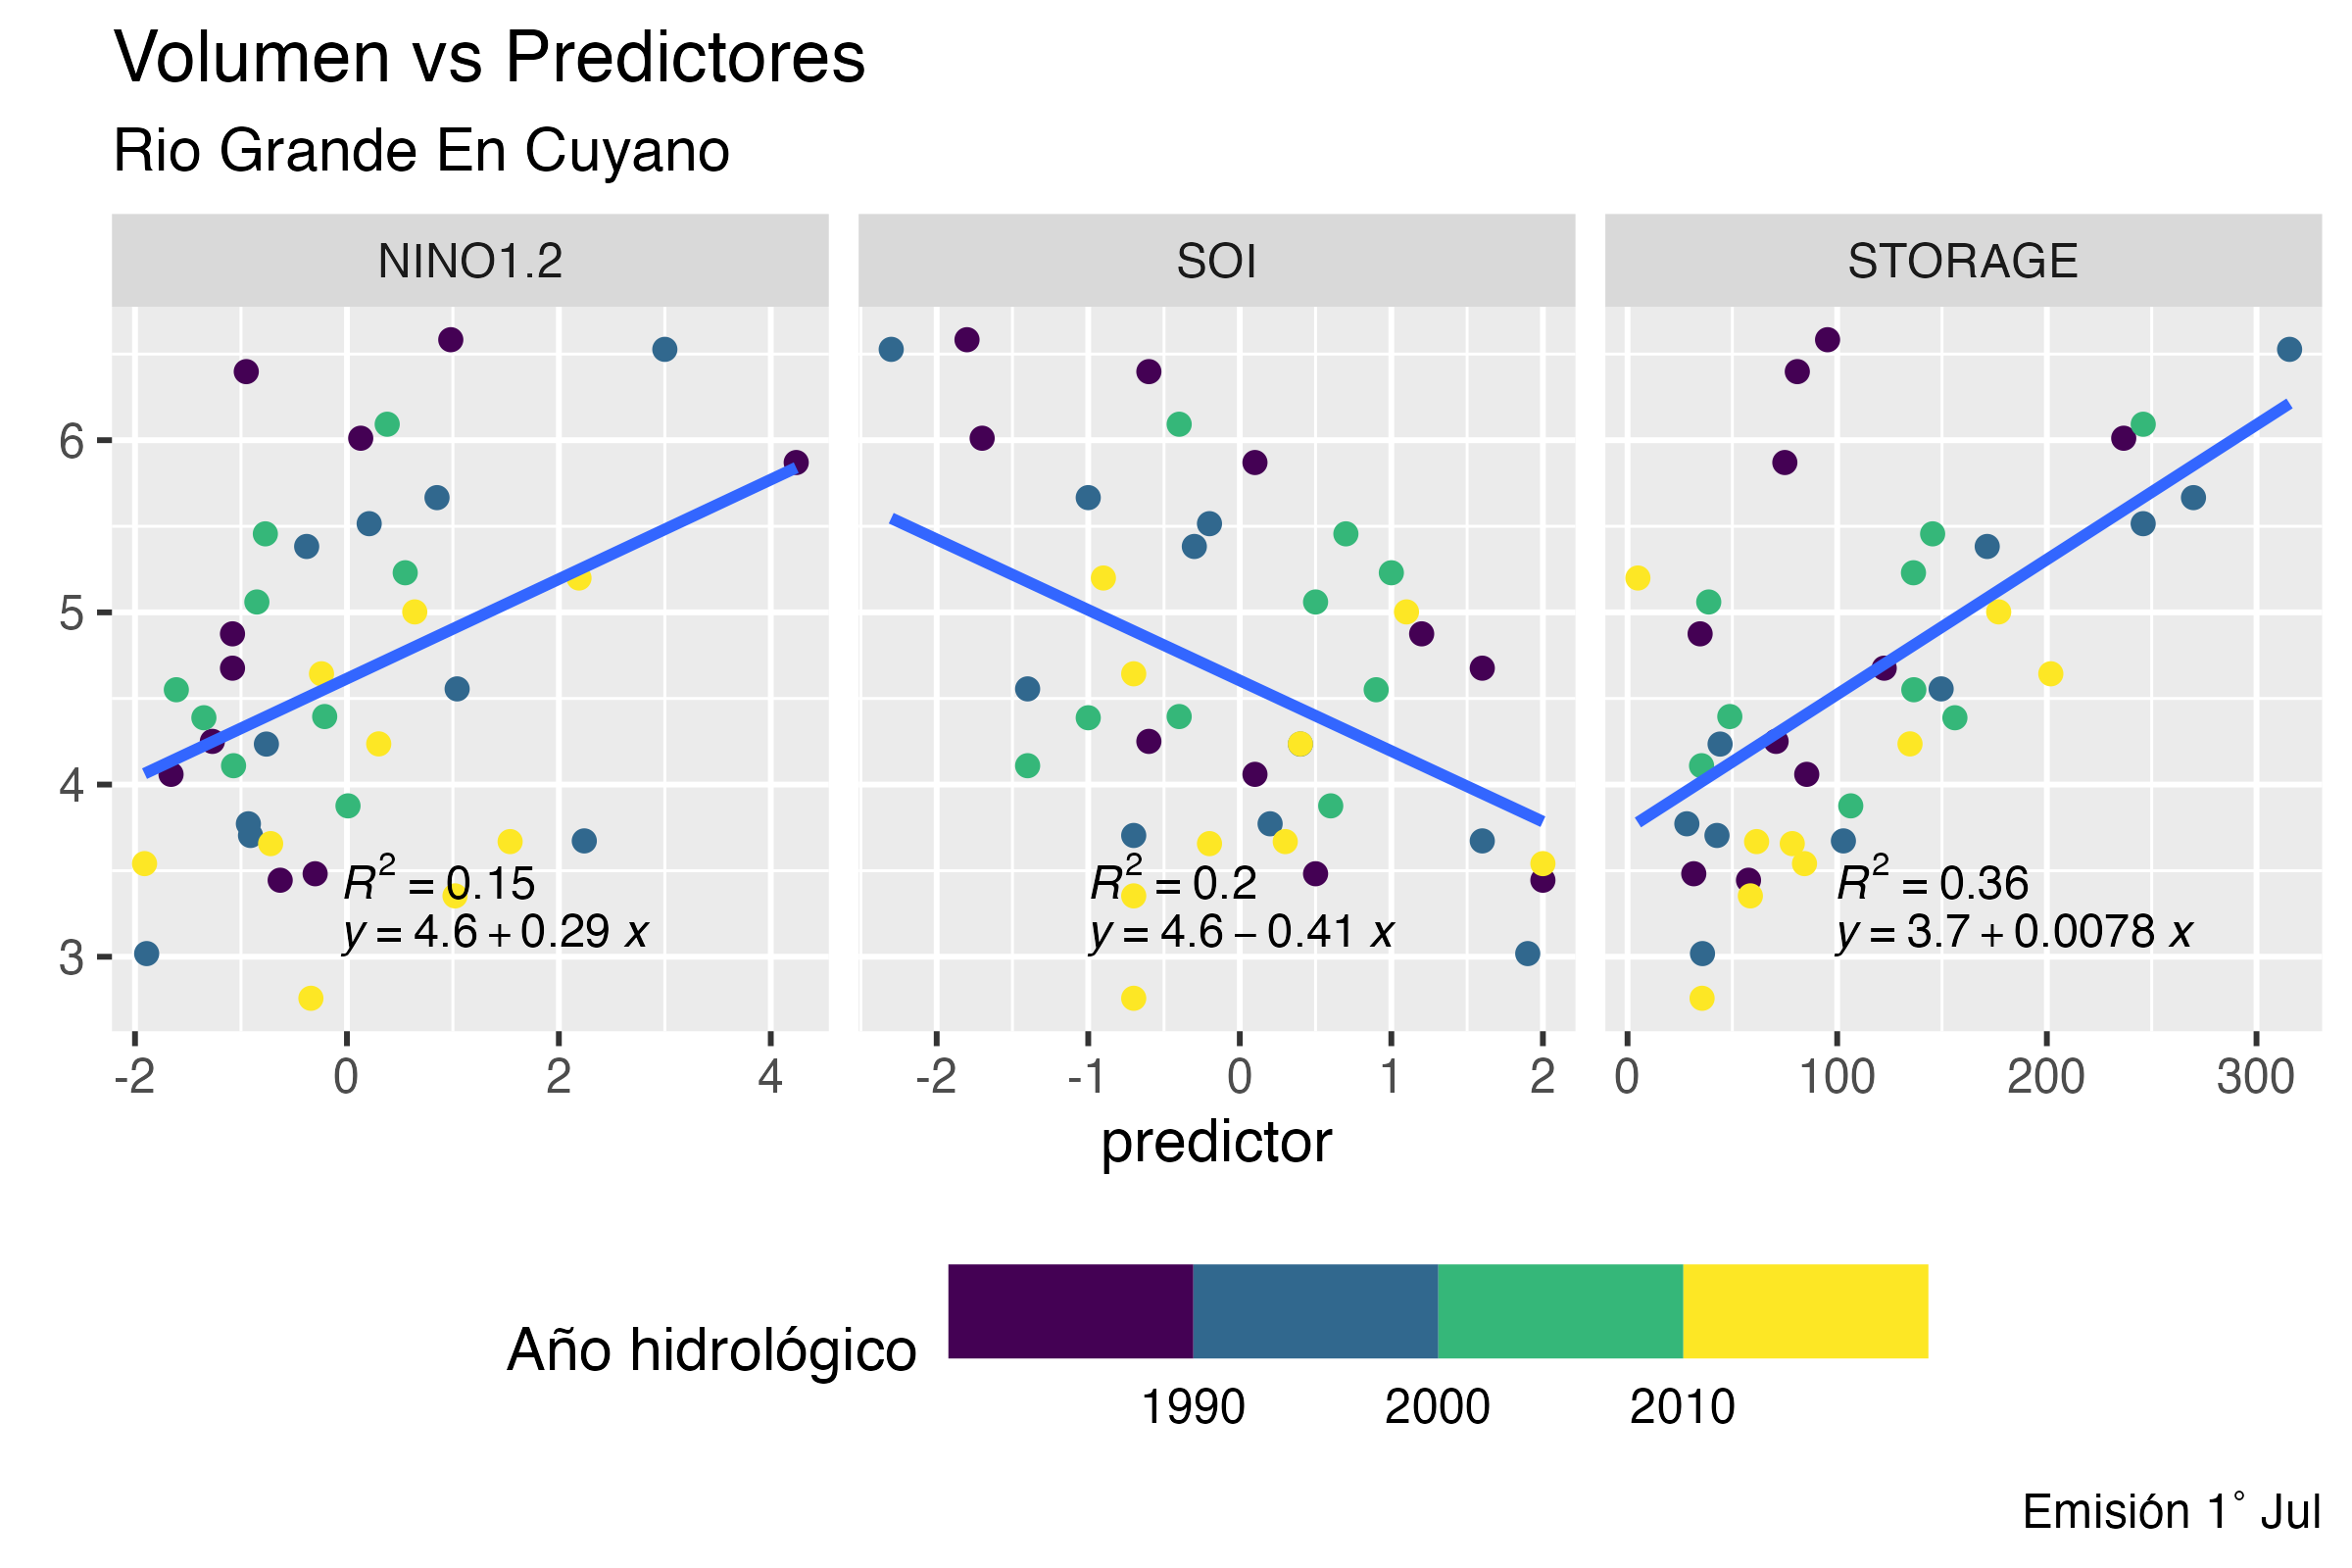 Volumen vs Predictores
Rio Grande En Cuyano
NINO1.2 SOI STORAGE
6
5
4
3
R² = 0.15
y = 4.6 + 0.29 x
R² = 0.2
y = 4.6 − 0.41 x
R² = 0.36
y = 3.7 + 0.0078 x
-2 0 2 4 -2 -1 0 1 2 0 100 200 300
predictor
Año hidrológico
1990 2000 2010
Emisión 1° Jul